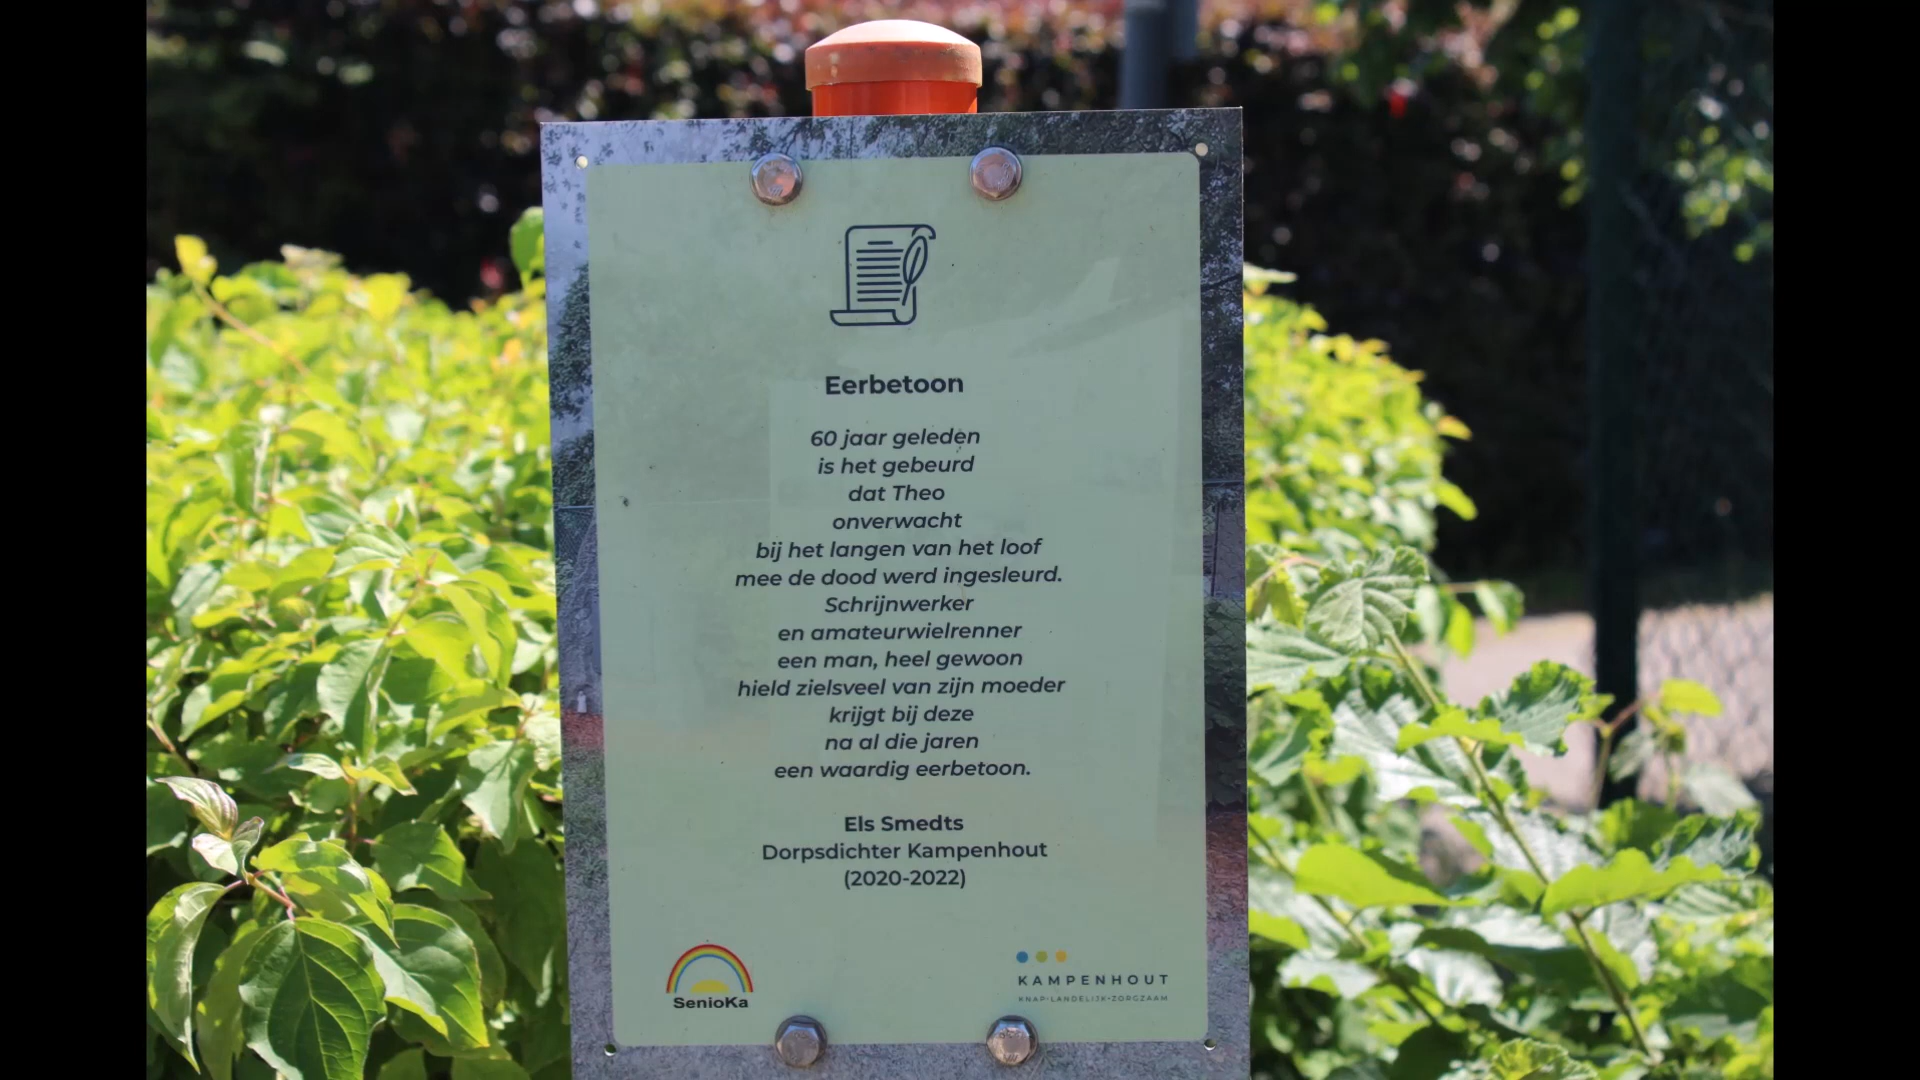 Eerbetoon
60 jaar geleden
is het gebeurd
dat Theo
onverwacht
bij het langen van het loof
mee de dood werd ingesleurd.
Schrijnwerker
en amateurwielrenner
een man, heel gewoon
hield zielsveel van zijn moeder
krijgt bij deze
na al die jaren
een waardig eerbetoon.
Els Smedts
Dorpsdichter Kampenhout
(2020-2022)
SenioKa
KAMPENHOUT
KNAP-LANDELIJK-ZORGZAAM